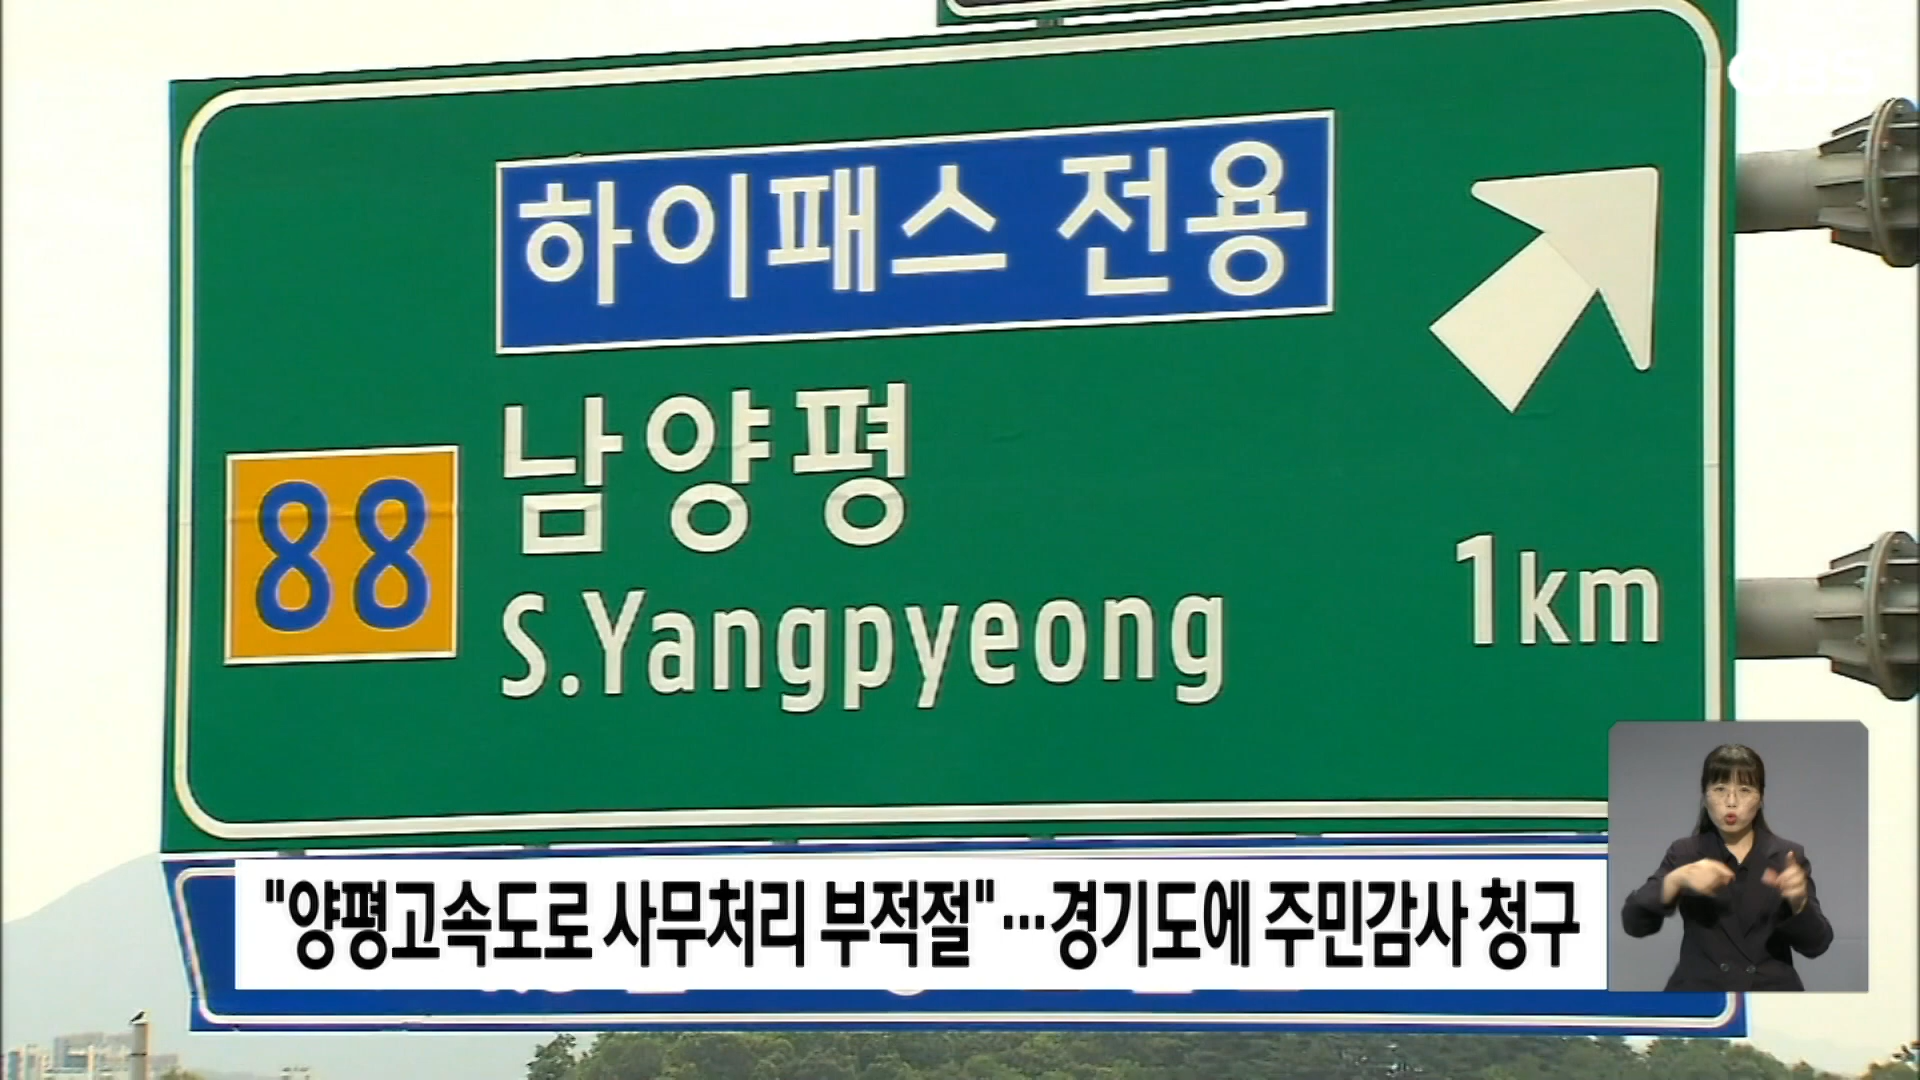 OBS
하이패스 전용
남양평
88
S.Yangpyeong
1km
"양평고속도로 사무처리 부적절"…경기도에 주민감사 청구